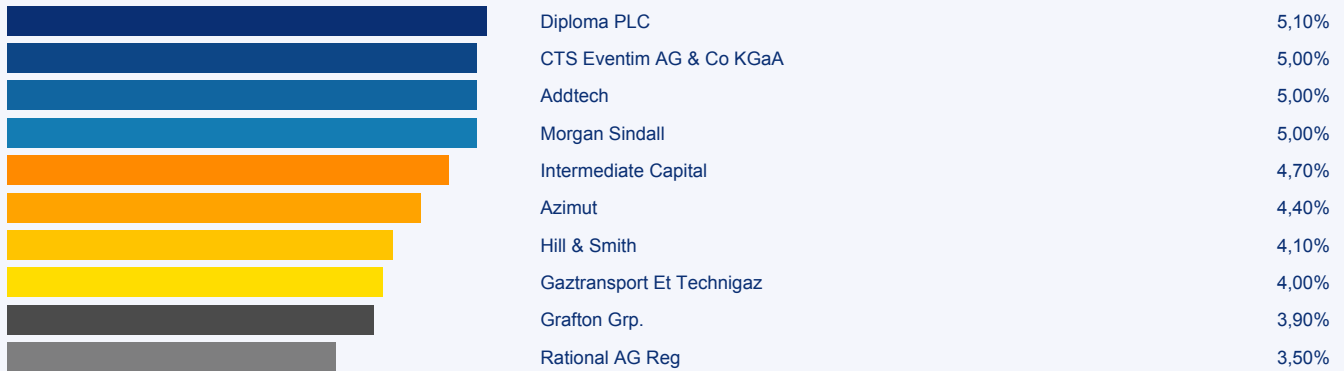 Diploma PLC 5,10%
CTS Eventim AG & Co KGaA 5,00%
Addtech 5,00%
Morgan Sindall 5,00%
Intermediate Capital 4,70%
Azimut 4,40%
Hill & Smith 4,10%
Gaztransport Et Technigaz 4,00%
Grafton Grp. 3,90%
Rational AG Reg 3,50%